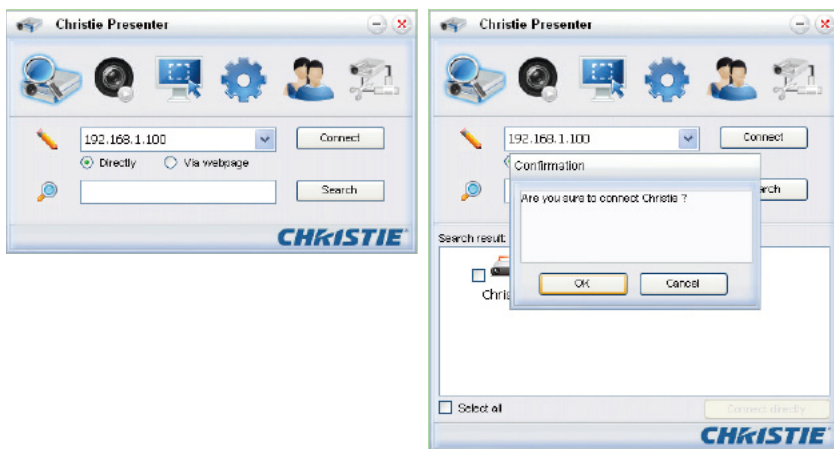 Christie Presenter
192.168.1.100
Connect
Directly
Via webpage
Search
CHRISTIE
Christie Presenter
192.168.1.100
Connect
Confirmation
Are you sure to connect Christie ?
arch
Search result:
OK
Cancel
Chris
Select all
Connect directly
CHRISTIE